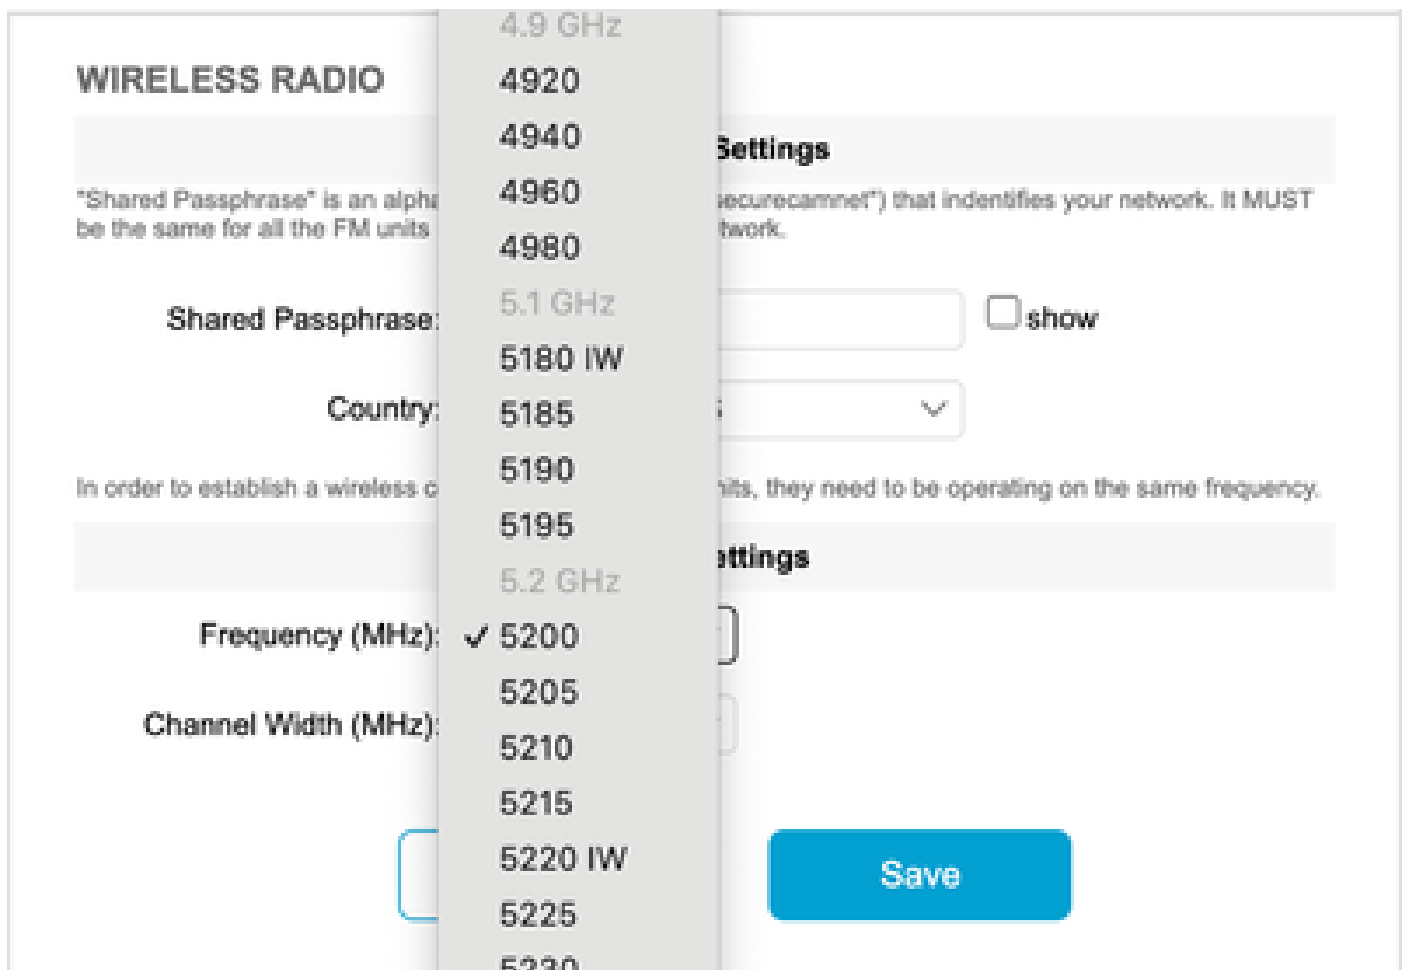 4.9 GHz
WIRELESS RADIO
4920
4940
Settings
4960
"Shared Passphrase" is an alpha
securecamnet") that indentifies your network. It MUST
be the same for all the FM units
twork.
4980
5.1 GHz
Shared Passphrase:
show
5180 IW
Country:
5185
5190
In order to establish a wireless c
nits, they need to be operating on the same frequency.
5195
ettings
5.2 GHz
Frequency (MHz):
✓ 5200
5205
Channel Width (MHz):
5210
5215
5220 IW
Save
5225
5230